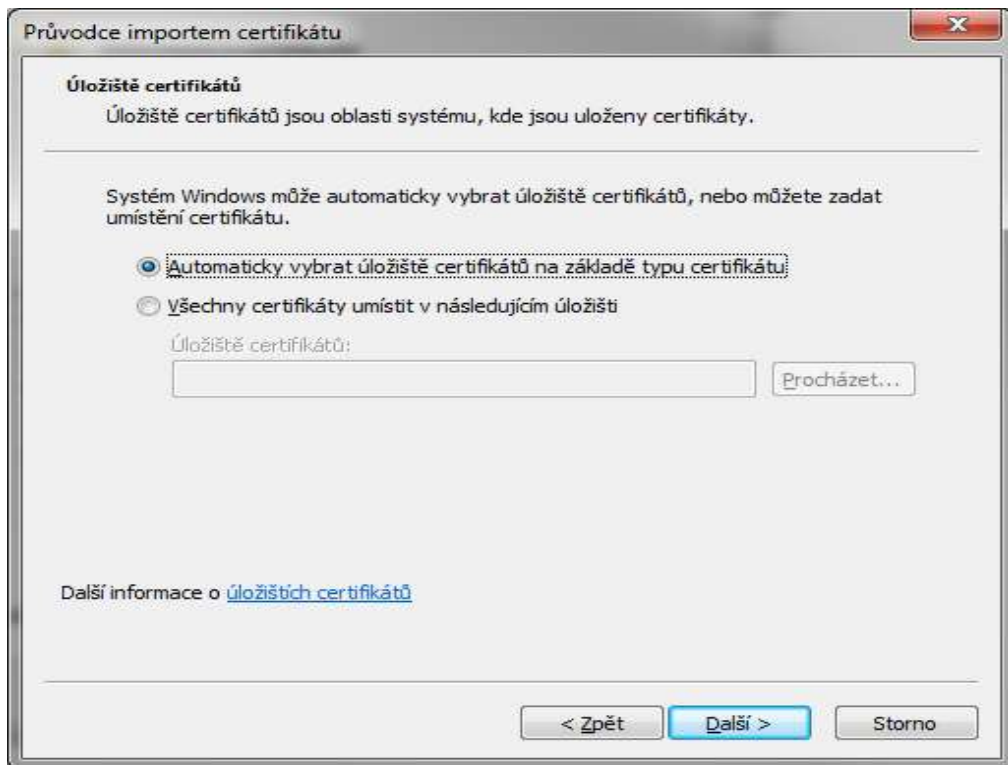 Průvodce importem certifikátu
Úložiště certifikátů
Úložiště certifikátů jsou oblasti systému, kde jsou uloženy certifikáty.
Systém Windows může automaticky vybrat úložiště certifikátů, nebo můžete zadat
umístění certifikátu.
Automaticky vybrat úložiště certifikátů na základě typu certifikátu
Všechny certifikáty umístit v následujícím úložišti
Úložiště certifikátů:
Procházet...
Další informace o úložištích certifikátů
< Zpět Další > Storno